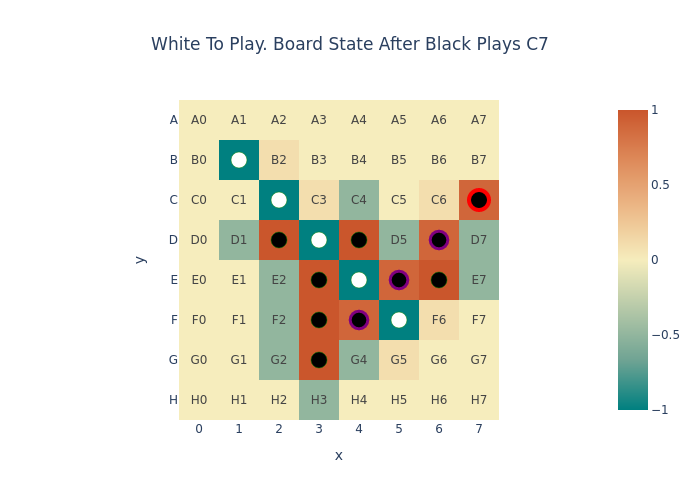 White To Play. Board State After Black Plays C7
A A0 A1 A2 A3 A4 A5 A6 A7
B B0 B2 B3 B4 B5 B6 B7
C C0 C1 C3 C4 C5 C6
D D0 D1 D5 D7
E E0 E1 E2 E7
F F0 F1 F2 F6 F7
G G0 G1 G2 G4 G5 G6 G7
H H0 H1 H2 H3 H4 H5 H6 H7
0 1 2 3 4 5 6 7
x
y
1
0.5
0
−0.5
−1